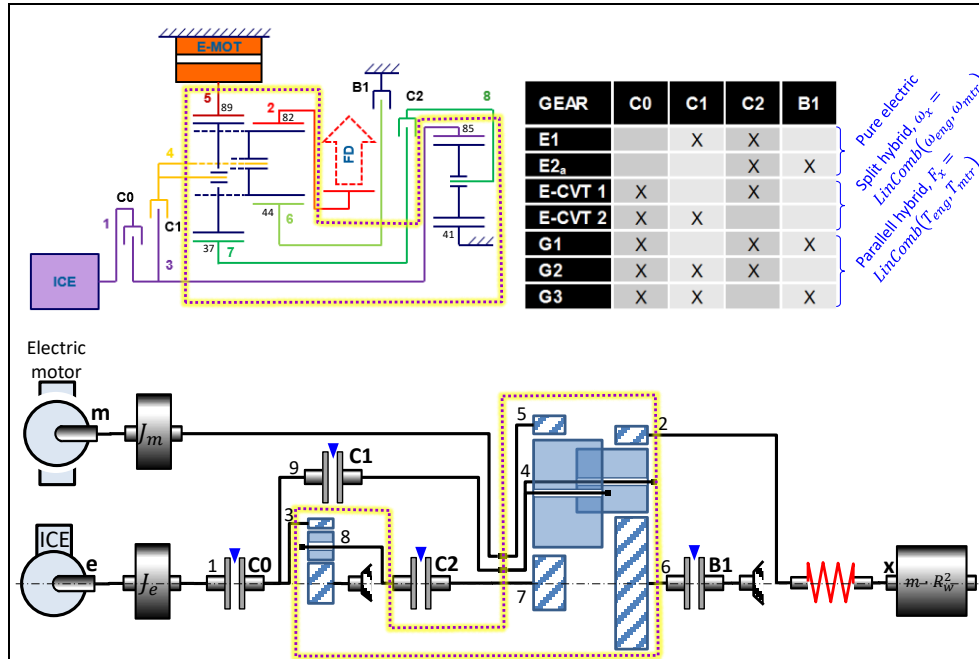 E-MOT
B1
C2
8
5
89
2
82
85
4
FD
C0
1
C1
44
6
41
37
7
3
ICE
GEAR C0 C1 C2 B1
E1 X X
E2a X X
E-CVT 1 X X
E-CVT 2 X X
G1 X X X
G2 X X X
G3 X X X
Pure electric
Split hybrid, ωx =
LinComb(ωeng, ωmtr)
Parallell hybrid, Fx =
LinComb(Teng, Tmtr)
Electric
motor
m
Jm
5
2
C1
9
4
3
8
ICE
e
Je
1
C0
C2
7
6
B1
x
m · Rw²